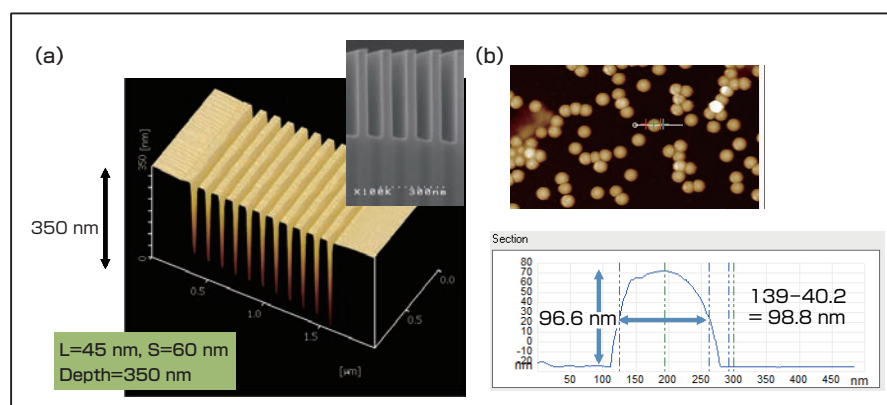 (a)
350 [nm]
0
350 nm
0.5
1.0
1.5
0.0
0.5
[μm]
X100K 300nm
L=45 nm, S=60 nm
Depth=350 nm
(b)
Section
80
70
60
50
40
30
20
10
0
-10
-20
nm
96.6 nm
139−40.2
= 98.8 nm
50 100 150 200 250 300 350 400 450 nm